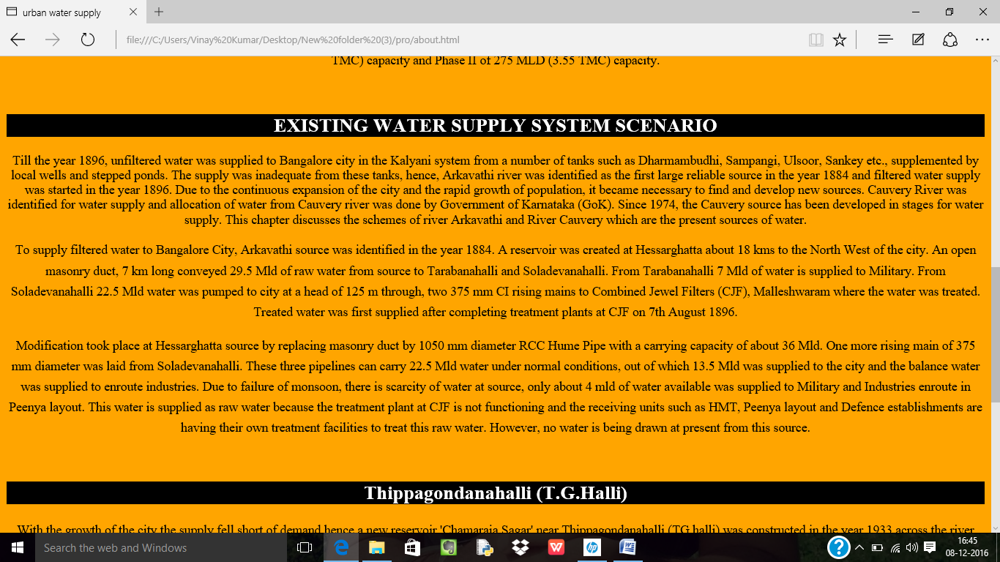 urban water supply
file:///C:/Users/Vinay%20Kumar/Desktop/New%20folder%20(3)/pro/about.html
TMC) capacity and Phase II of 275 MLD (3.55 TMC) capacity.
EXISTING WATER SUPPLY SYSTEM SCENARIO
Till the year 1896, unfiltered water was supplied to Bangalore city in the Kalyani system from a number of tanks such as Dharmambudhi, Sampangi, Ulsoor, Sankey etc., supplemented by
local wells and stepped ponds. The supply was inadequate from these tanks, hence, Arkavathi river was identified as the first large reliable source in the year 1884 and filtered water supply
was started in the year 1896. Due to the continuous expansion of the city and the rapid growth of population, it became necessary to find and develop new sources. Cauvery River was
identified for water supply and allocation of water from Cauvery river was done by Government of Karnataka (GoK). Since 1974, the Cauvery source has been developed in stages for water
supply. This chapter discusses the schemes of river Arkavathi and River Cauvery which are the present sources of water.
To supply filtered water to Bangalore City, Arkavathi source was identified in the year 1884. A reservoir was created at Hessarghatta about 18 kms to the North West of the city. An open
masonry duct, 7 km long conveyed 29.5 Mld of raw water from source to Tarabanahalli and Soladevanahalli. From Tarabanahalli 7 Mld of water is supplied to Military. From
Soladevanahalli 22.5 Mld water was pumped to city at a head of 125 m through, two 375 mm CI rising mains to Combined Jewel Filters (CJF), Malleshwaram where the water was treated.
Treated water was first supplied after completing treatment plants at CJF on 7th August 1896.
Modification took place at Hessarghatta source by replacing masonry duct by 1050 mm diameter RCC Hume Pipe with a carrying capacity of about 36 Mld. One more rising main of 375
mm diameter was laid from Soladevanahalli. These three pipelines can carry 22.5 Mld water under normal conditions, out of which 13.5 Mld was supplied to the city and the balance water
was supplied to enroute industries. Due to failure of monsoon, there is scarcity of water at source, only about 4 mld of water available was supplied to Military and Industries enroute in
Peenya layout. This water is supplied as raw water because the treatment plant at CJF is not functioning and the receiving units such as HMT, Peenya layout and Defence establishments are
having their own treatment facilities to treat this raw water. However, no water is being drawn at present from this source.
Thippagondanahalli (T.G.Halli)
With the growth of the city the supply fell short of demand hence a new reservoir 'Chamaraja Sagar' near Thippagondanahalli (TG halli) was constructed in the year 1933 across the river
Search the web and Windows
16:45
08-12-2016